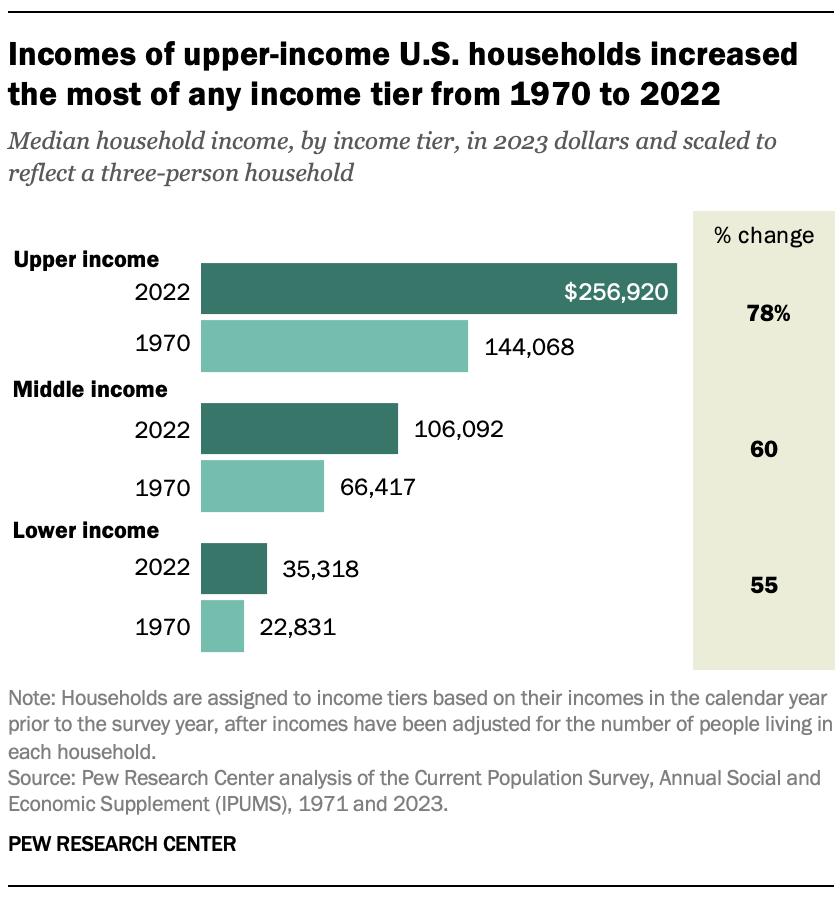 Incomes of upper-income U.S. households increased
the most of any income tier from 1970 to 2022
Median household income, by income tier, in 2023 dollars and scaled to
reflect a three-person household
% change
Upper income
2022 $256,920
78%
1970 144,068
Middle income
2022 106,092
60
1970 66,417
Lower income
2022 35,318
55
1970 22,831
Note: Households are assigned to income tiers based on their incomes in the calendar year
prior to the survey year, after incomes have been adjusted for the number of people living in
each household.
Source: Pew Research Center analysis of the Current Population Survey, Annual Social and
Economic Supplement (IPUMS), 1971 and 2023.
PEW RESEARCH CENTER